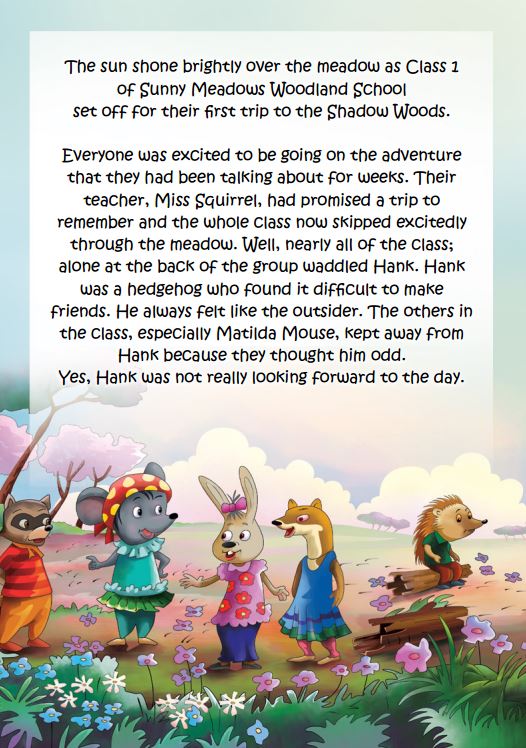 The sun shone brightly over the meadow as Class 1
of Sunny Meadows Woodland School
set off for their first trip to the Shadow Woods.
Everyone was excited to be going on the adventure
that they had been talking about for weeks. Their
teacher, Miss Squirrel, had promised a trip to
remember and the whole class now skipped excitedly
through the meadow. Well, nearly all of the class;
alone at the back of the group waddled Hank. Hank
was a hedgehog who found it difficult to make
friends. He always felt like the outsider. The others in
the class, especially Matilda Mouse, kept away from
Hank because they thought him odd.
Yes, Hank was not really looking forward to the day.